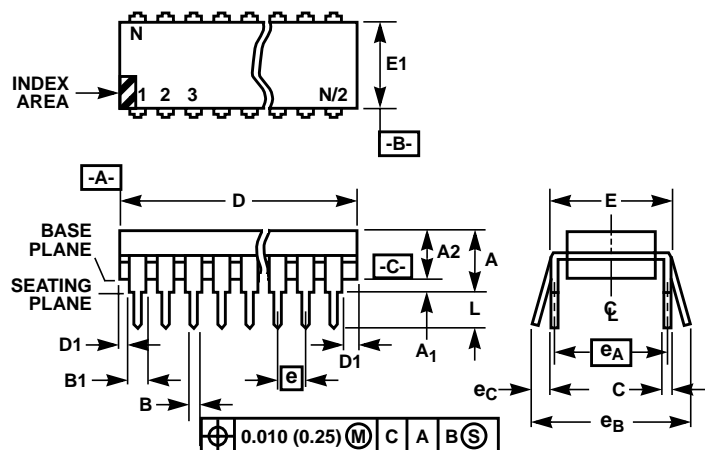 N
E1
INDEX
AREA
1 2 3 N/2
-B-
-A-
D
E
BASE
PLANE
A2 A
-C-
SEATING
PLANE
L
C
L
D1
A1
D1
eA
B1
e
eC
C
B
eB
0.010 (0.25) M C A B S